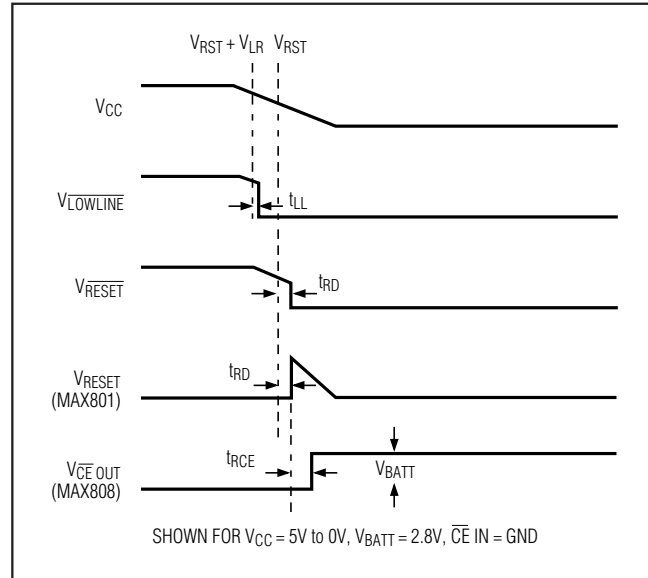 VRST + VLR VRST
VCC
VLOWLINE
tLL
VRESET
tRD
VRESET
(MAX801)
tRD
VCE OUT
(MAX808)
tRCE
VBATT
SHOWN FOR VCC = 5V to 0V, VBATT = 2.8V, CE IN = GND